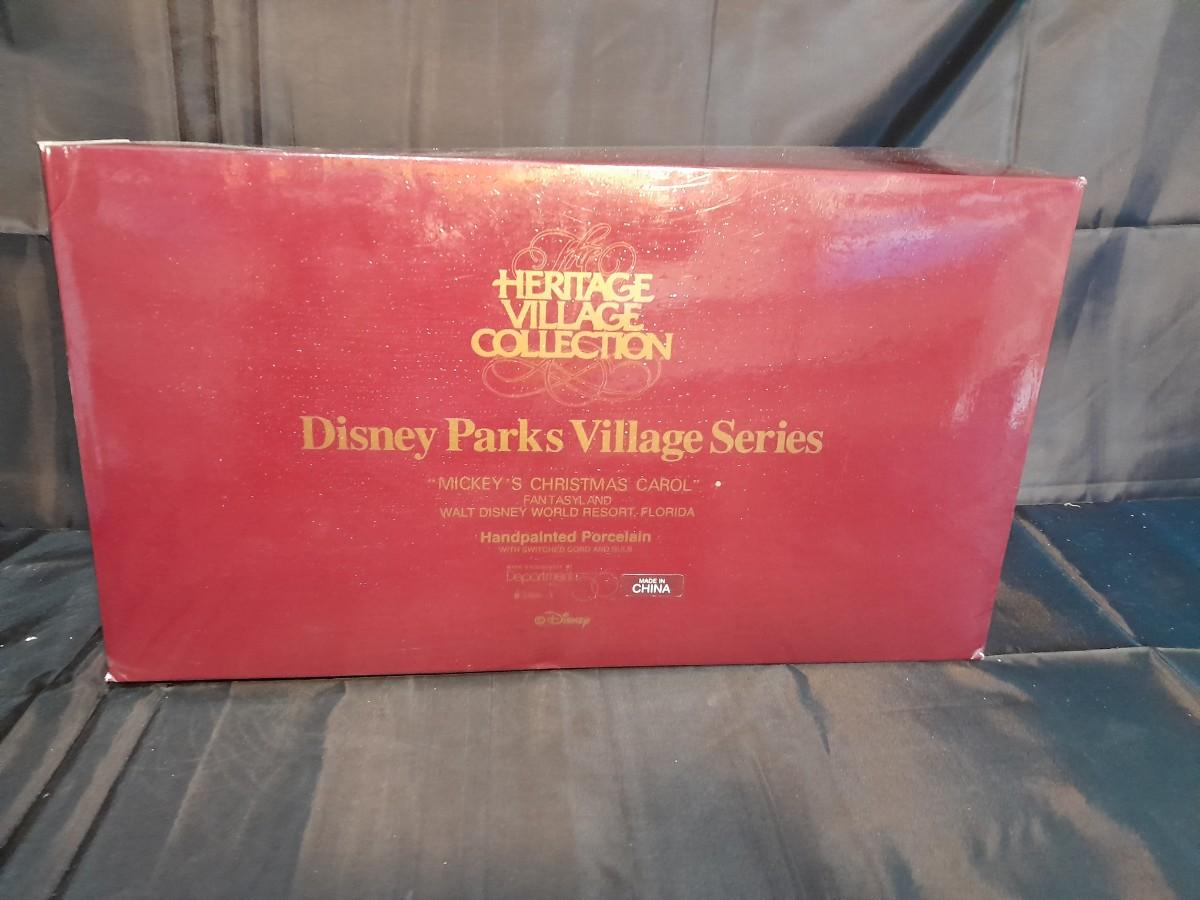 The
HERITAGE
VILLAGE
COLLECTION
Disney Parks Village Series
"MICKEY'S CHRISTMAS CAROL"
FANTASYLAND
WALT DISNEY WORLD RESORT, FLORIDA
Handpainted Porcelain
WITH SWITCHED CORD AND BULB
Department 56
MADE IN
CHINA
© Disney